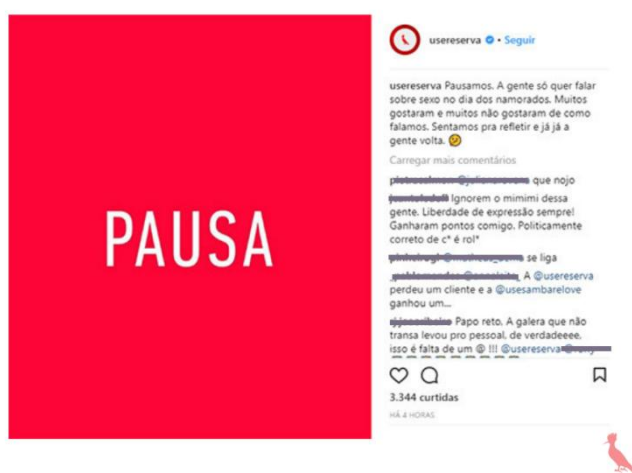 PAUSA
usereserva • Seguir
usereserva Pausamos. A gente só quer falar
sobre sexo no dia dos namorados. Muitos
gostaram e muitos não gostaram de como
falamos. Sentamos pra refletir e já já a
gente volta. 🤔
Carregar mais comentários
que nojo
Ignorem o mimimi dessa
gente. Liberdade de expressão sempre!
Ganharam pontos comigo. Politicamente
correto de c* é rol*
se liga
A @usereserva
perdeu um cliente e a @usesambarelove
ganhou um...
Papo reto. A galera que não
transa levou pro pessoal, de verdadeeee,
isso é falta de um @ !!! @usereserva
3.344 curtidas
HÁ 4 HORAS